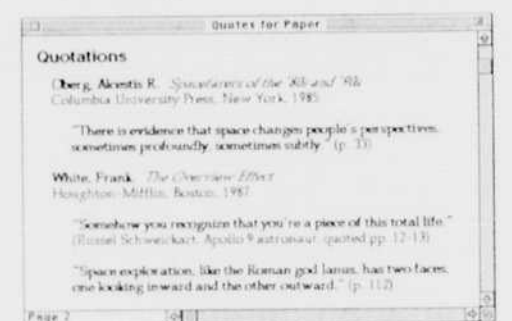 Quotes for Paper
Quotations
Oberg, Alcestis R. Spacefarers of the '80s and '90s
Columbia University Press, New York, 1985
"There is evidence that space changes people's perspectives,
sometimes profoundly, sometimes subtly." (p. 33)
White, Frank. The Overview Effect
Houghton-Mifflin, Boston, 1987
"Somehow you recognize that you're a piece of this total life."
(Russel Schweickart, Apollo 9 astronaut, quoted pp. 12-13)
"Space exploration, like the Roman god Janus, has two faces,
one looking inward and the other outward." (p. 112)
Page 2